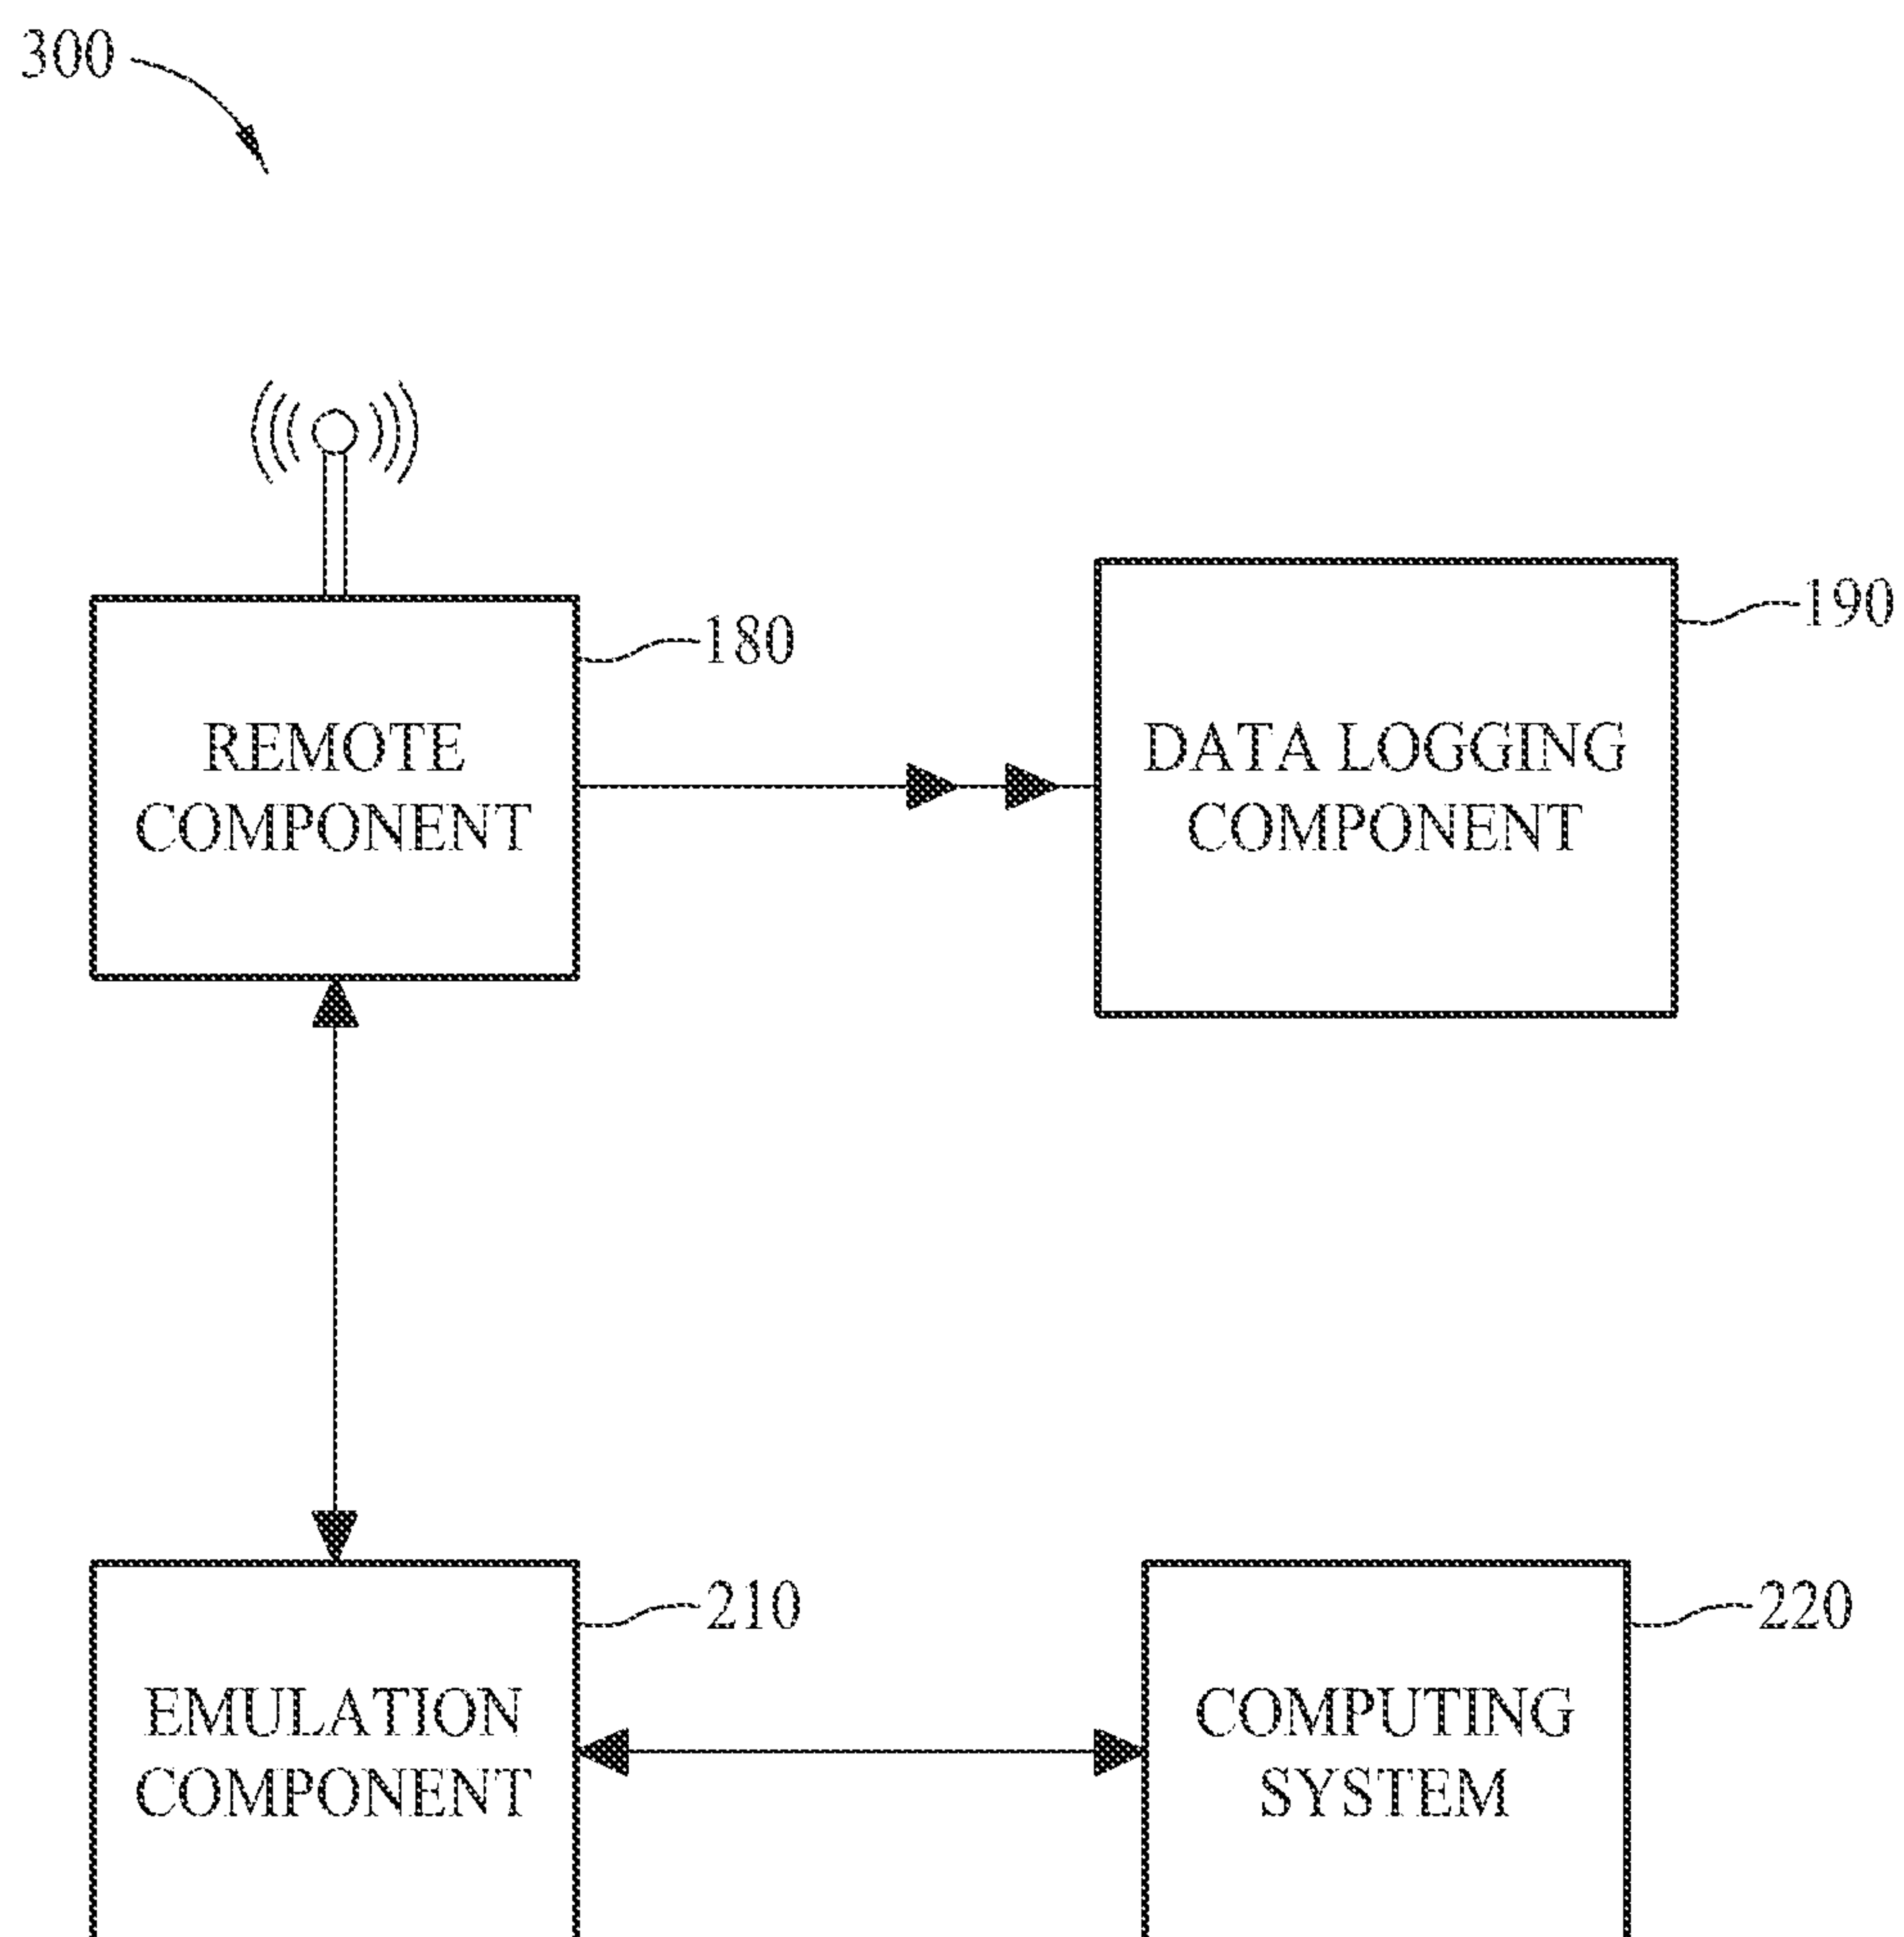 300
180
190
REMOTE
COMPONENT
DATA LOGGING
COMPONENT
210
220
EMULATION
COMPONENT
COMPUTING
SYSTEM